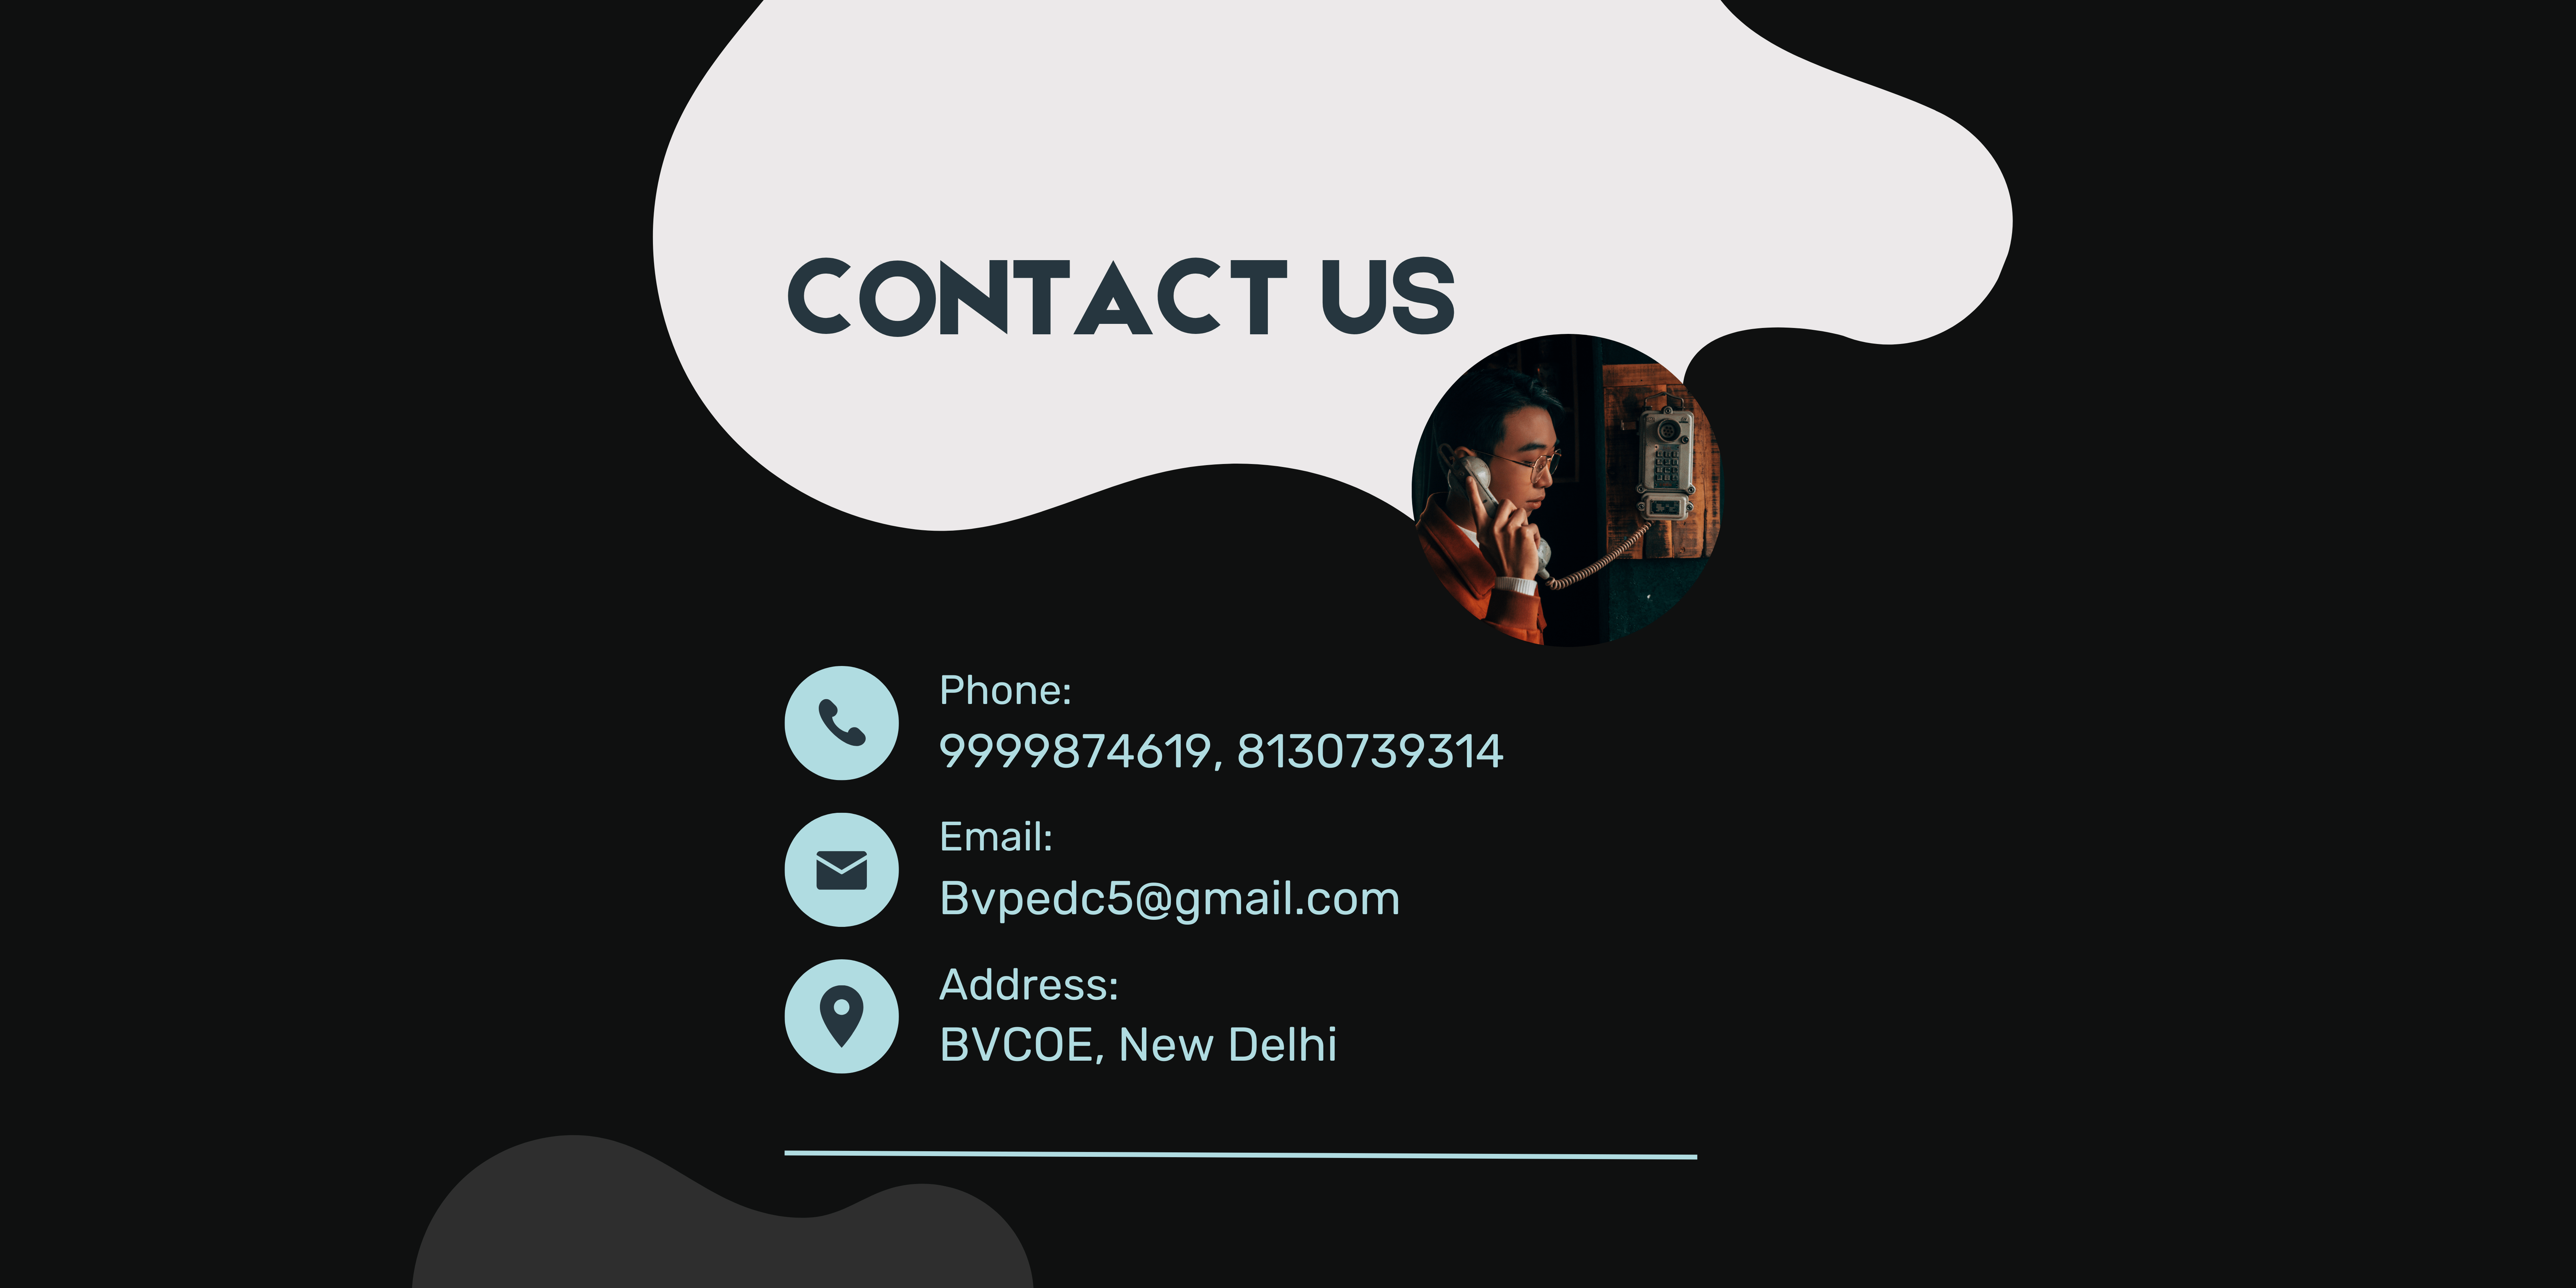 CONTACT US
Phone:
9999874619, 8130739314
Email:
Bvpedc5@gmail.com
Address:
BVCOE, New Delhi